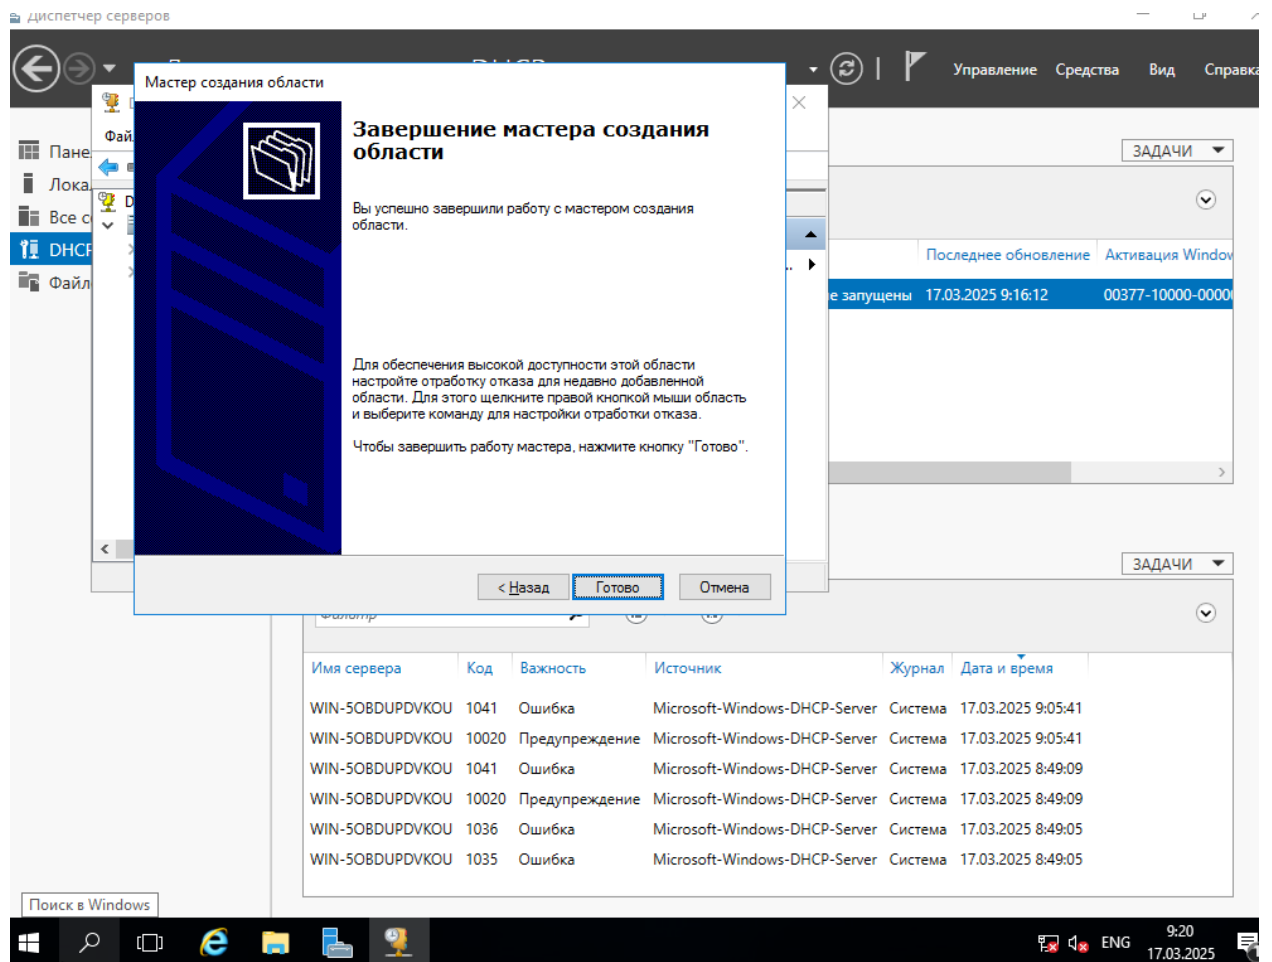 Диспетчер серверов
Управление Средства Вид Справка
Мастер создания области
Завершение мастера создания
области
Вы успешно завершили работу с мастером создания
области.
Для обеспечения высокой доступности этой области
настройте отработку отказа для недавно добавленной
области. Для этого щелкните правой кнопкой мыши область
и выберите команду для настройки отработки отказа.
Чтобы завершить работу мастера, нажмите кнопку "Готово".
< Назад Готово Отмена
Фай
Пане
Лока
Все с
DHCP
Файл
ЗАДАЧИ
Последнее обновление Активация Window
е запущены 17.03.2025 9:16:12 00377-10000-0000
ЗАДАЧИ
Фильтр
Имя сервера Код Важность Источник Журнал Дата и время
WIN-5OBDUPDVKOU 1041 Ошибка Microsoft-Windows-DHCP-Server Система 17.03.2025 9:05:41
WIN-5OBDUPDVKOU 10020 Предупреждение Microsoft-Windows-DHCP-Server Система 17.03.2025 9:05:41
WIN-5OBDUPDVKOU 1041 Ошибка Microsoft-Windows-DHCP-Server Система 17.03.2025 8:49:09
WIN-5OBDUPDVKOU 10020 Предупреждение Microsoft-Windows-DHCP-Server Система 17.03.2025 8:49:09
WIN-5OBDUPDVKOU 1036 Ошибка Microsoft-Windows-DHCP-Server Система 17.03.2025 8:49:05
WIN-5OBDUPDVKOU 1035 Ошибка Microsoft-Windows-DHCP-Server Система 17.03.2025 8:49:05
Поиск в Windows
ENG
9:20
17.03.2025